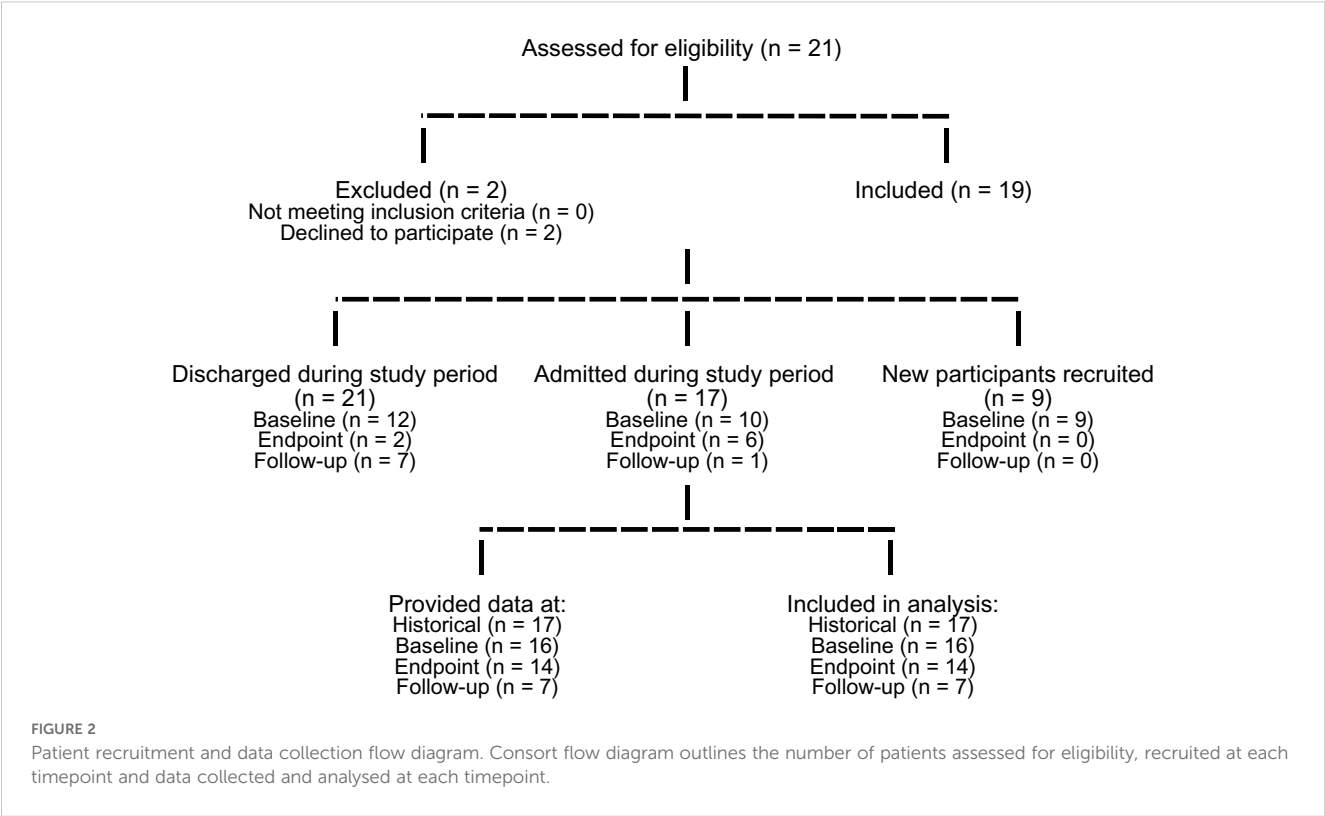 Assessed for eligibility (n = 21)
Excluded (n = 2)
Not meeting inclusion criteria (n = 0)
Declined to participate (n = 2)
Included (n = 19)
Discharged during study period
(n = 21)
Baseline (n = 12)
Endpoint (n = 2)
Follow-up (n = 7)
Admitted during study period
(n = 17)
Baseline (n = 10)
Endpoint (n = 6)
Follow-up (n = 1)
New participants recruited
(n = 9)
Baseline (n = 9)
Endpoint (n = 0)
Follow-up (n = 0)
Provided data at:
Historical (n = 17)
Baseline (n = 16)
Endpoint (n = 14)
Follow-up (n = 7)
Included in analysis:
Historical (n = 17)
Baseline (n = 16)
Endpoint (n = 14)
Follow-up (n = 7)
FIGURE 2
Patient recruitment and data collection flow diagram. Consort flow diagram outlines the number of patients assessed for eligibility, recruited at each
timepoint and data collected and analysed at each timepoint.